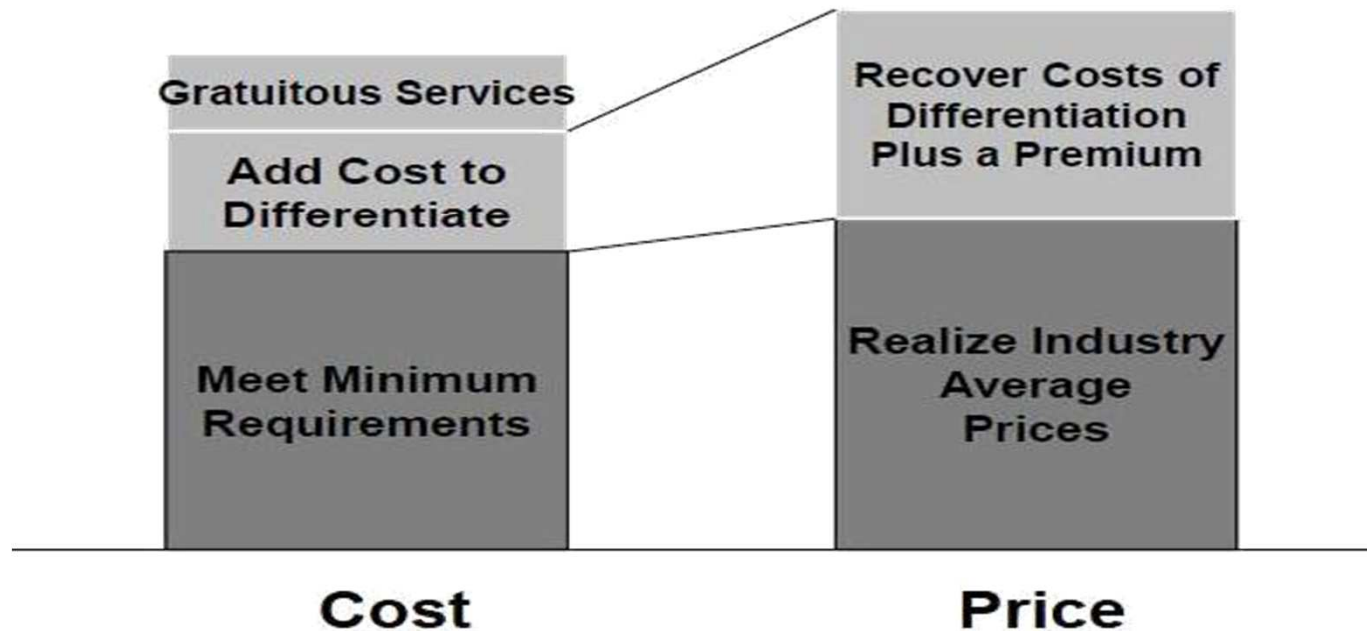 Gratuitous Services
Add Cost to
Differentiate
Meet Minimum
Requirements
Cost
Recover Costs of
Differentiation
Plus a Premium
Realize Industry
Average
Prices
Price